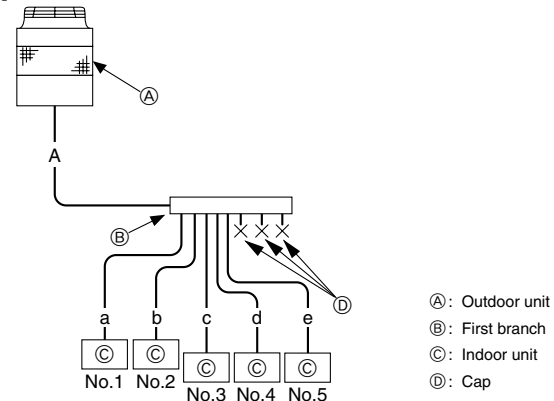 Ⓐ
A
Ⓑ
Ⓓ
a b c d e
Ⓒ Ⓒ Ⓒ Ⓒ Ⓒ
No.1 No.2 No.3 No.4 No.5
Ⓐ: Outdoor unit
Ⓑ: First branch
Ⓒ: Indoor unit
Ⓓ: Cap